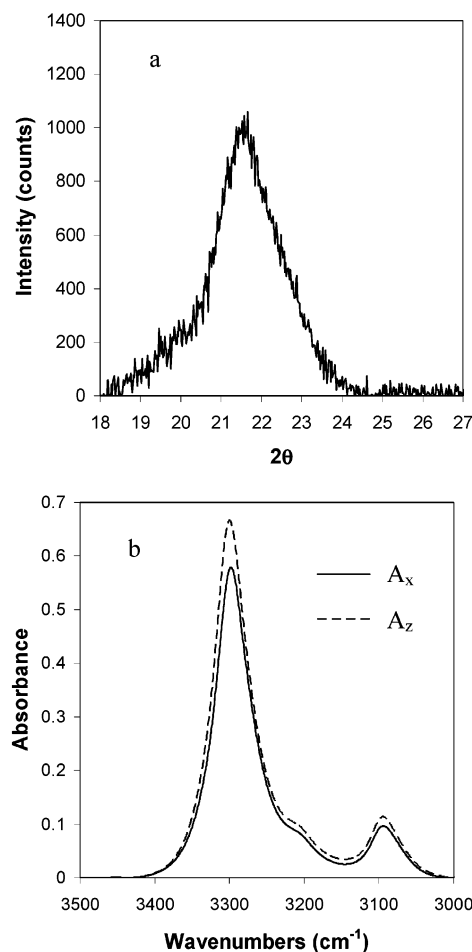 a
1400
1200
1000
800
600
400
200
0
Intensity (counts)
18 19 20 21 22 23 24 25 26 27
2θ
b
0.7
0.6
0.5
0.4
0.3
0.2
0.1
0
Absorbance
Aₓ
A_z
3500 3400 3300 3200 3100 3000
Wavenumbers (cm⁻¹)